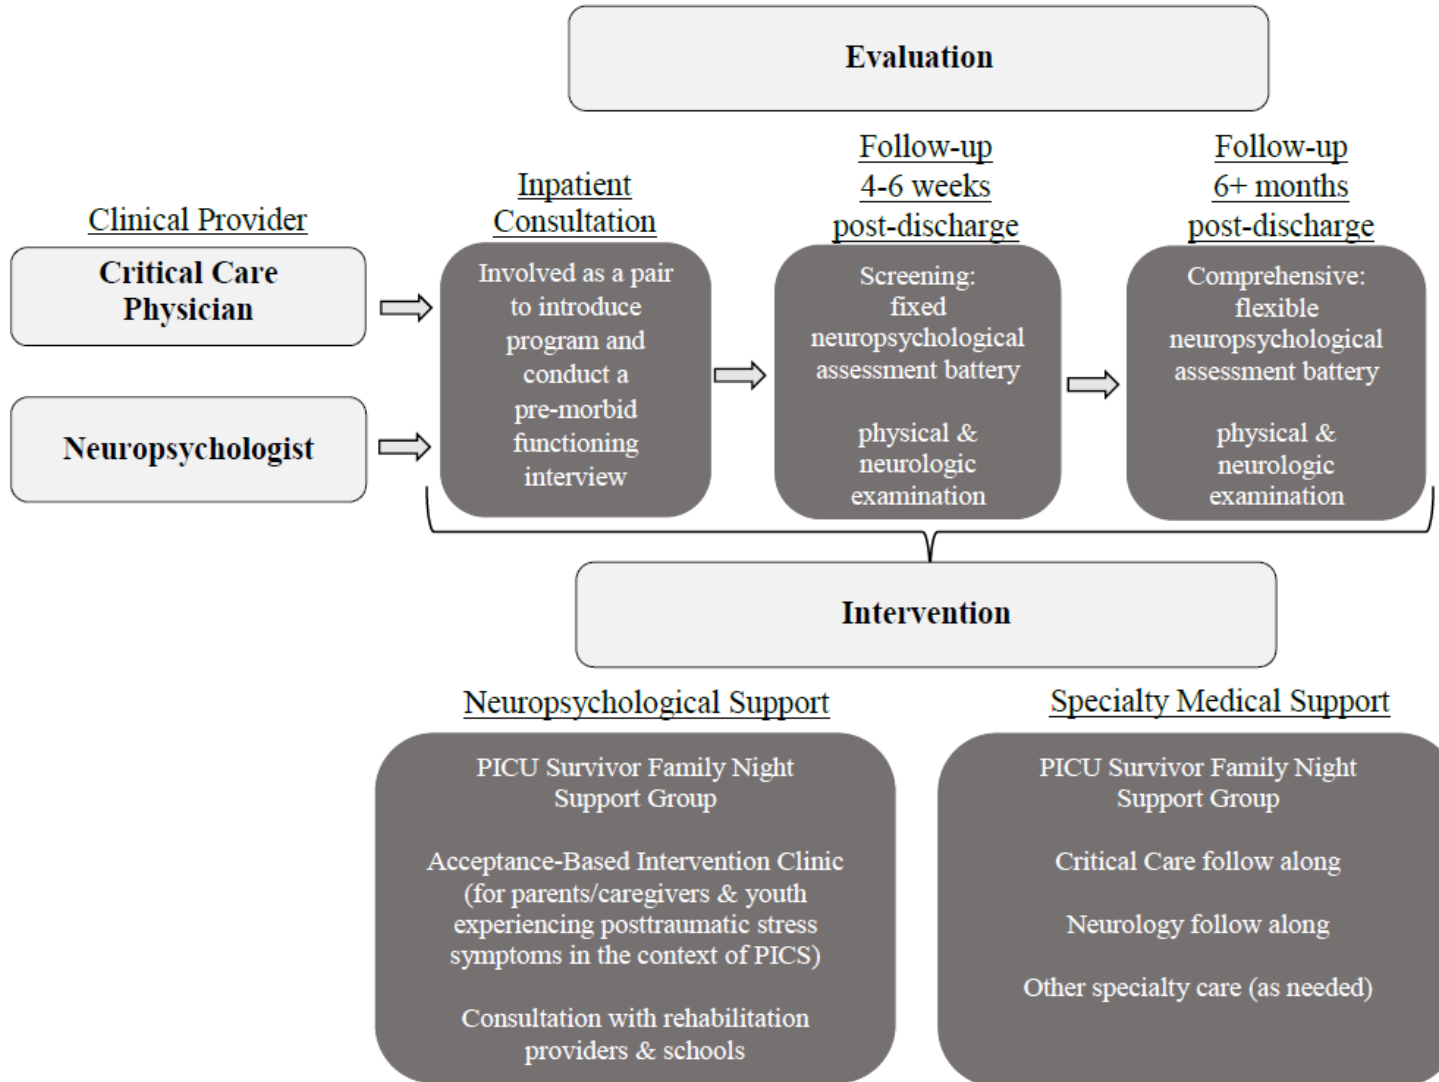 Evaluation
Clinical Provider
Critical Care
Physician
Neuropsychologist
Inpatient
Consultation
Involved as a pair
to introduce
program and
conduct a
pre-morbid
functioning
interview
Follow-up
4-6 weeks
post-discharge
Screening:
fixed
neuropsychological
assessment battery
physical &
neurologic
examination
Follow-up
6+ months
post-discharge
Comprehensive:
flexible
neuropsychological
assessment battery
physical &
neurologic
examination
Intervention
Neuropsychological Support
PICU Survivor Family Night
Support Group
Acceptance-Based Intervention Clinic
(for parents/caregivers & youth
experiencing posttraumatic stress
symptoms in the context of PICS)
Consultation with rehabilitation
providers & schools
Specialty Medical Support
PICU Survivor Family Night
Support Group
Critical Care follow along
Neurology follow along
Other specialty care (as needed)